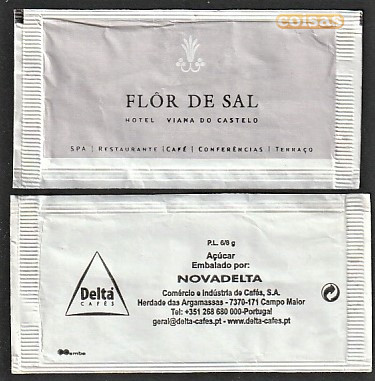 coisas
FLÔR DE SAL
HOTEL VIANA DO CASTELO
SPA | RESTAURANTE | CAFÉ | CONFERÊNCIAS | TERRAÇO
P.L. 6/8 g
Açúcar
Embalado por:
NOVADELTA
Comércio e Indústria de Cafés, S.A.
Herdade das Argamassas - 7370-171 Campo Maior
Tel: +351 268 680 000-Portugal
geral@delta-cafes.pt - www.delta-cafes.pt
Delta
CAFÉS
embe